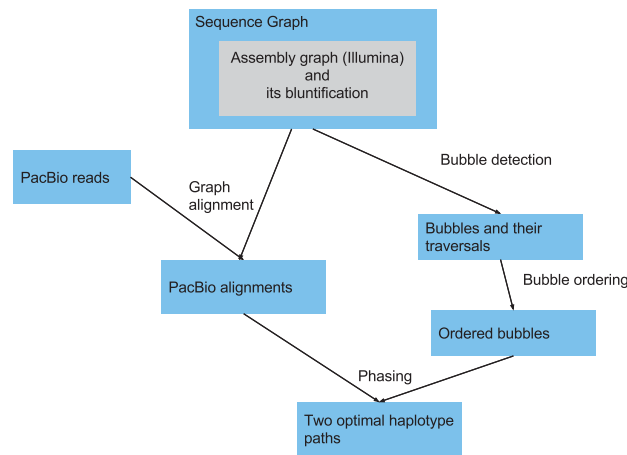 Sequence Graph
Assembly graph (Illumina)
and
its bluntification
Bubble detection
PacBio reads
Graph
alignment
Bubbles and their
traversals
Bubble ordering
PacBio alignments
Ordered bubbles
Phasing
Two optimal haplotype
paths